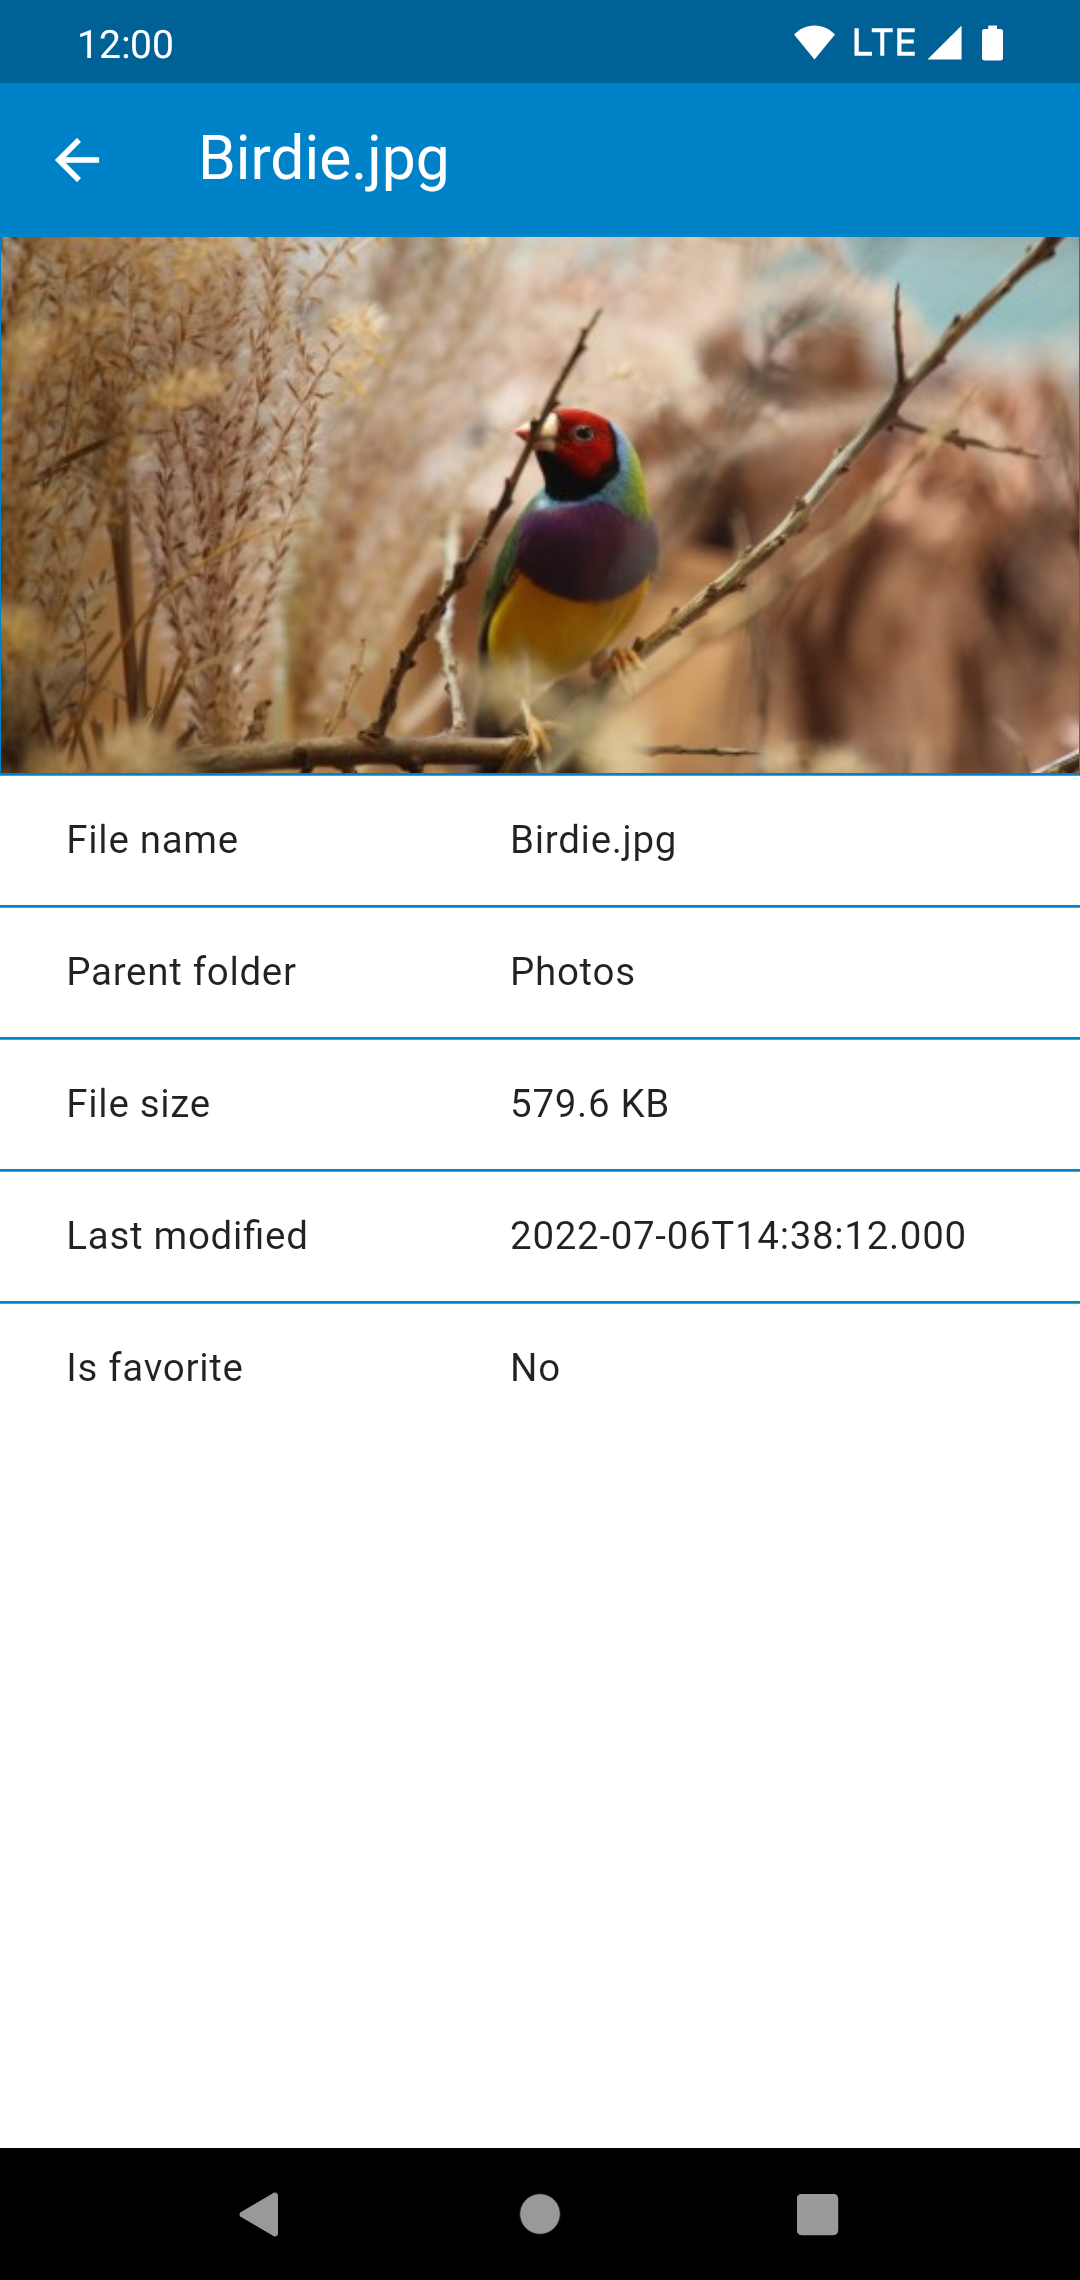 12:00 LTE
Birdie.jpg
File name Birdie.jpg
Parent folder Photos
File size 579.6 KB
Last modified 2022-07-06T14:38:12.000
Is favorite No